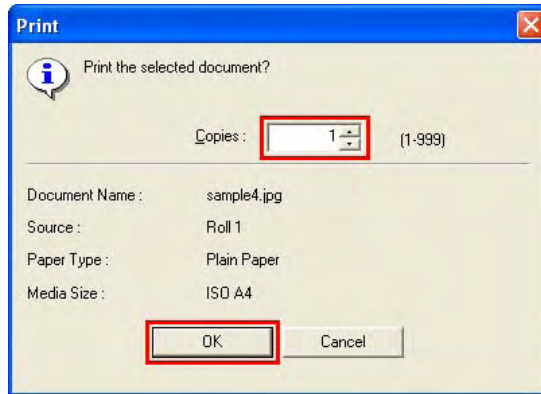 Print
Print the selected document?
Copies : 1 (1-999)
Document Name : sample4.jpg
Source : Roll 1
Paper Type : Plain Paper
Media Size : ISO A4
OK Cancel